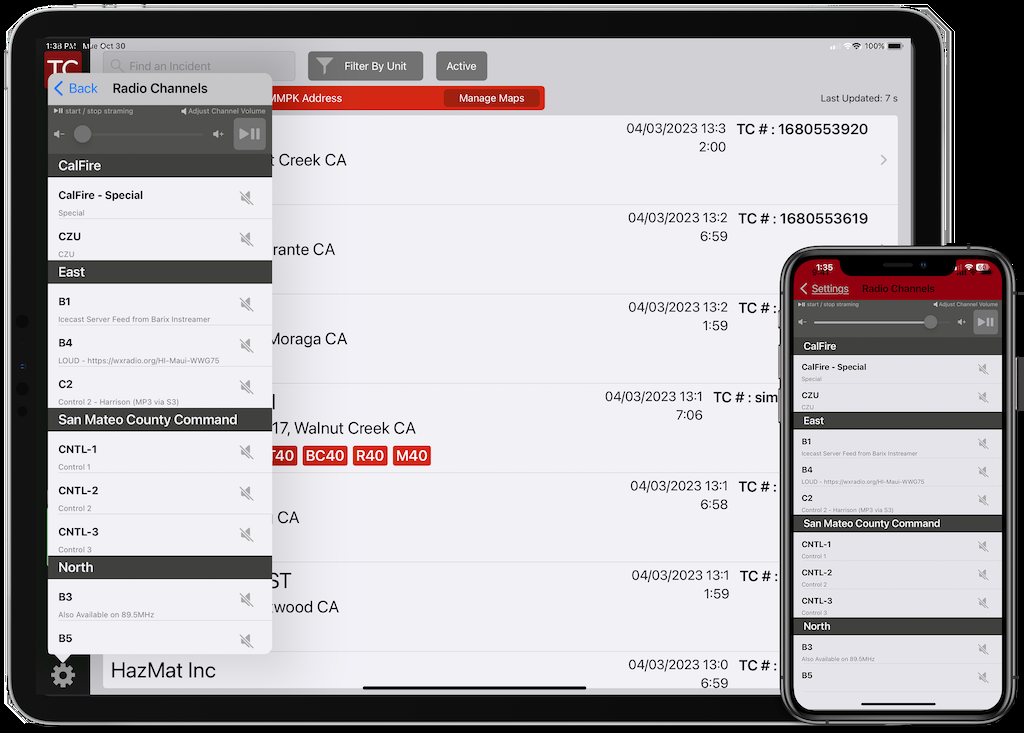 1:38 PM Tue Oct 30
100%
TC
Find an Incident
Filter By Unit
Active
MMPK Address
Manage Maps
Last Updated: 7 s
Back
Radio Channels
start / stop straming
Adjust Channel Volume
CalFire
CalFire - Special
Special
CZU
CZU
East
B1
Icecast Server Feed from Barix Instreamer
B4
LOUD - https://wxradio.org/HI-Maui-WWG75
C2
Control 2 - Harrison (MP3 via S3)
San Mateo County Command
CNTL-1
Control 1
CNTL-2
Control 2
CNTL-3
Control 3
North
B3
Also Available on 89.5MHz
B5
04/03/2023 13:3
TC # : 1680553920
2:00
t Creek CA
04/03/2023 13:2
TC # : 1680553619
6:59
rante CA
04/03/2023 13:2
TC # :
1:59
Moraga CA
04/03/2023 13:1
TC # : sim
7:06
17, Walnut Creek CA
T40
BC40
R40
M40
04/03/2023 13:1
TC # :
6:58
CA
04/03/2023 13:1
TC # :
1:59
ST
wood CA
HazMat Inc
04/03/2023 13:0
TC # :
6:59
1:35
Settings
Radio Channels
start / stop straming
Adjust Channel Volume
CalFire
CalFire - Special
Special
CZU
CZU
East
B1
Icecast Server Feed from Barix Instreamer
B4
LOUD - https://wxradio.org/HI-Maui-WWG75
C2
Control 2 - Harrison (MP3 via S3)
San Mateo County Command
CNTL-1
Control 1
CNTL-2
Control 2
CNTL-3
Control 3
North
B3
Also Available on 89.5MHz
B5